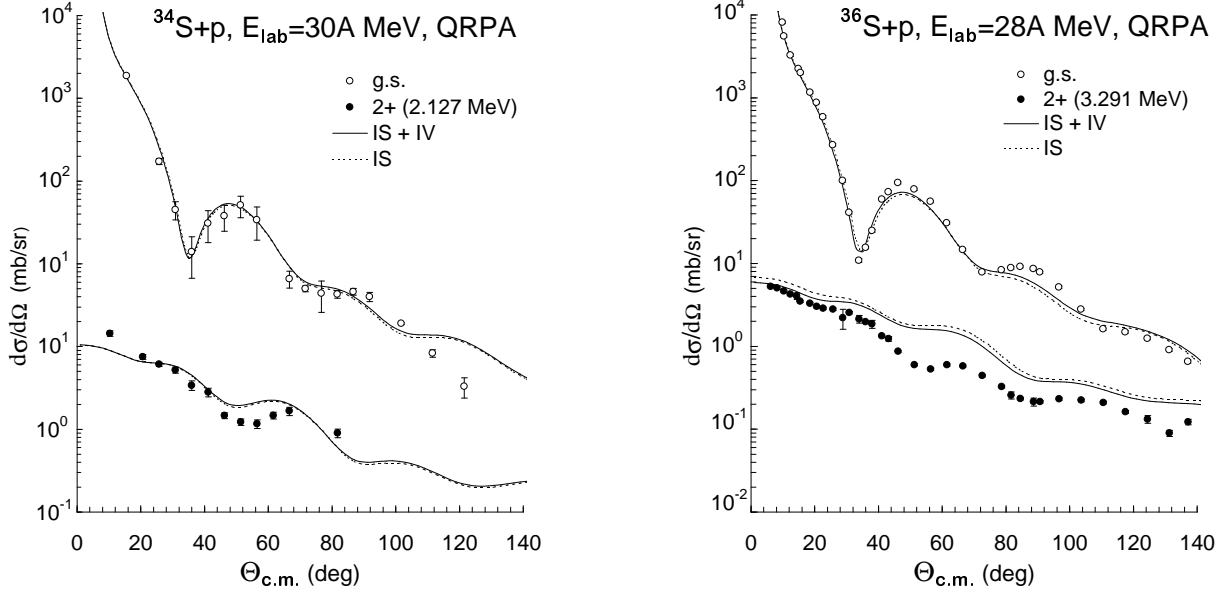 ³⁴S+p, E_lab=30A MeV, QRPA
g.s.
2+ (2.127 MeV)
IS + IV
IS
dσ/dΩ (mb/sr)
10⁴
10³
10²
10¹
10⁰
10⁻¹
0 20 40 60 80 100 120 140
Θ_c.m. (deg)
³⁶S+p, E_lab=28A MeV, QRPA
g.s.
2+ (3.291 MeV)
IS + IV
IS
dσ/dΩ (mb/sr)
10⁴
10³
10²
10¹
10⁰
10⁻¹
10⁻²
0 20 40 60 80 100 120 140
Θ_c.m. (deg)